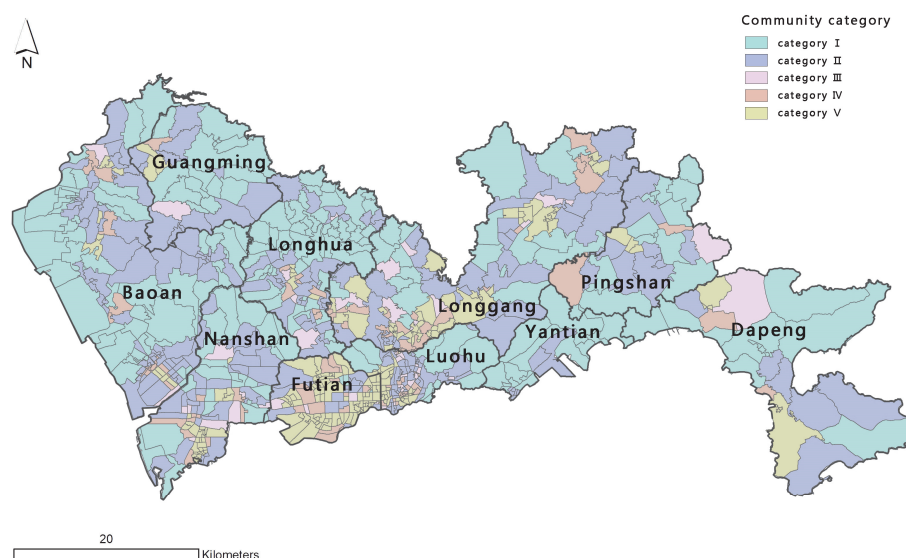 Community category
N
category Ⅰ
category Ⅱ
category Ⅲ
category Ⅳ
category Ⅴ
Guangming
Longhua
Baoan
Pingshan
Longgang
Nanshan
Yantian
Dapeng
Luohu
Futian
20
Kilometers